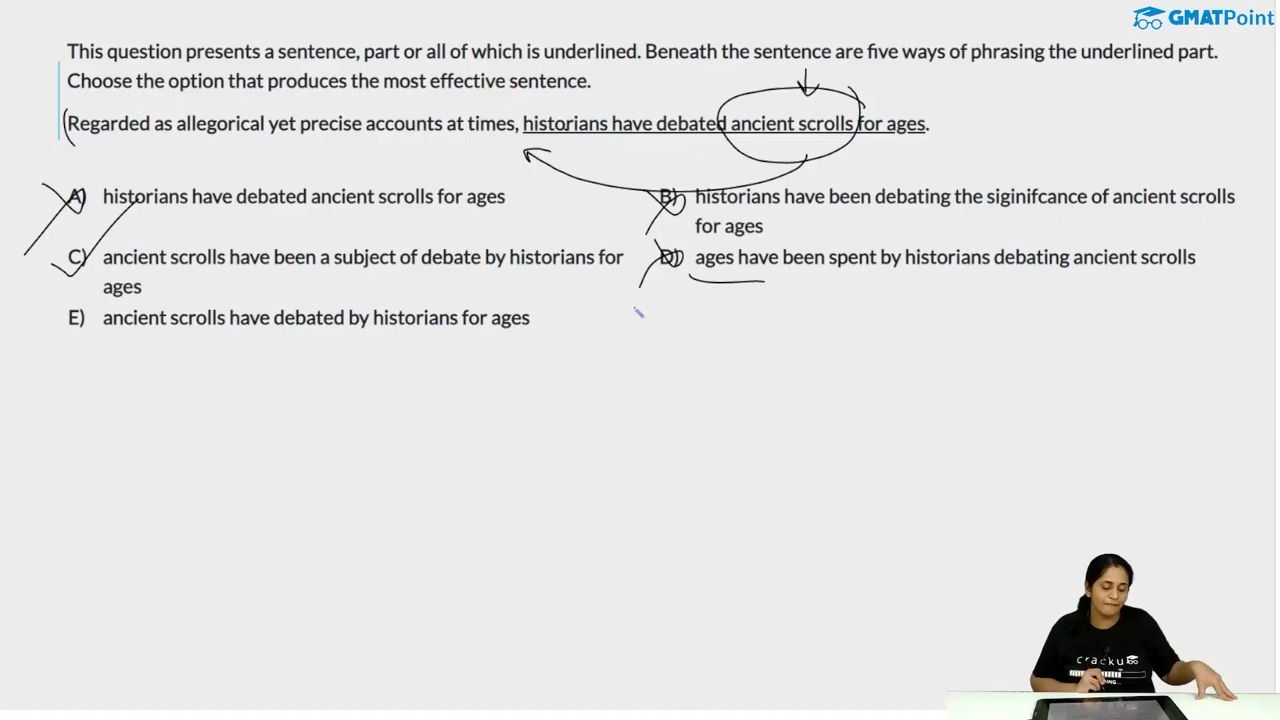 GMATPoint
This question presents a sentence, part or all of which is underlined. Beneath the sentence are five ways of phrasing the underlined part.
Choose the option that produces the most effective sentence.
Regarded as allegorical yet precise accounts at times, historians have debated ancient scrolls for ages.
A) historians have debated ancient scrolls for ages
B) historians have been debating the siginifcance of ancient scrolls
for ages
C) ancient scrolls have been a subject of debate by historians for
ages
D) ages have been spent by historians debating ancient scrolls
E) ancient scrolls have debated by historians for ages
cracku